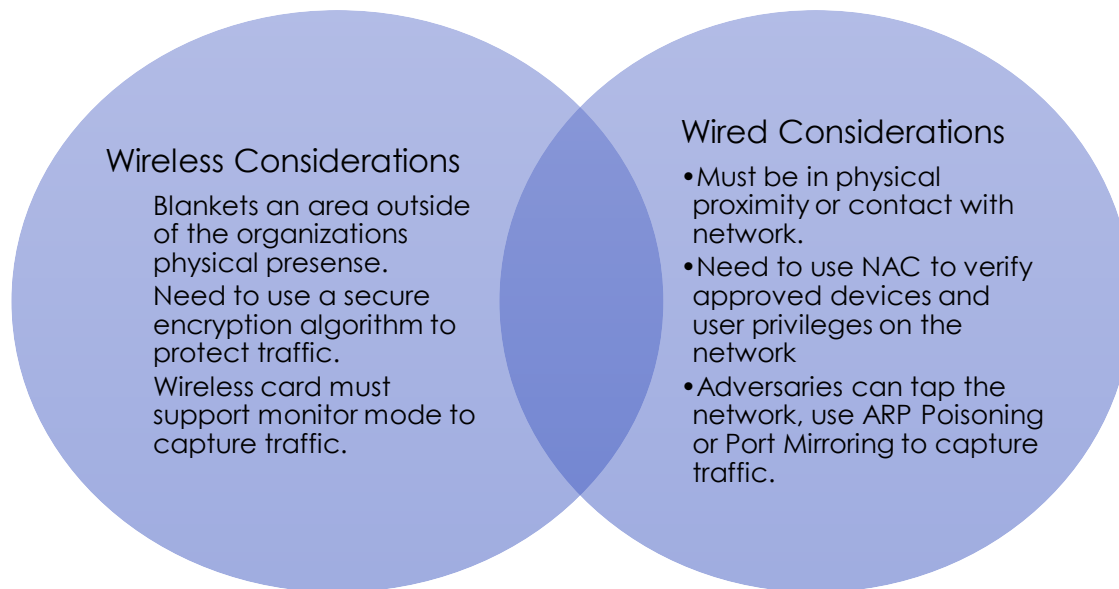 Wireless Considerations
Blankets an area outside
of the organizations
physical presense.
Need to use a secure
encryption algorithm to
protect traffic.
Wireless card must
support monitor mode to
capture traffic.
Wired Considerations
•Must be in physical
proximity or contact with
network.
•Need to use NAC to verify
approved devices and
user privileges on the
network
•Adversaries can tap the
network, use ARP Poisoning
or Port Mirroring to capture
traffic.